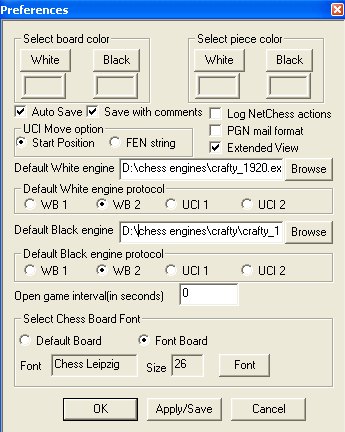 Preferences
Select board color
Select piece color
White Black White Black
Auto Save Save with comments Log NetChess actions
UCI Move option PGN mail format
Start Position FEN string Extended View
Default White engine D:\chess engines\crafty_1920.ex Browse
Default White engine protocol
WB 1 WB 2 UCI 1 UCI 2
Default Black engine D:\chess engines\crafty\crafty_1 Browse
Default Black engine protocol
WB 1 WB 2 UCI 1 UCI 2
Open game interval(in seconds) 0
Select Chess Board Font
Default Board Font Board
Font Chess Leipzig Size 26 Font
OK Apply/Save Cancel